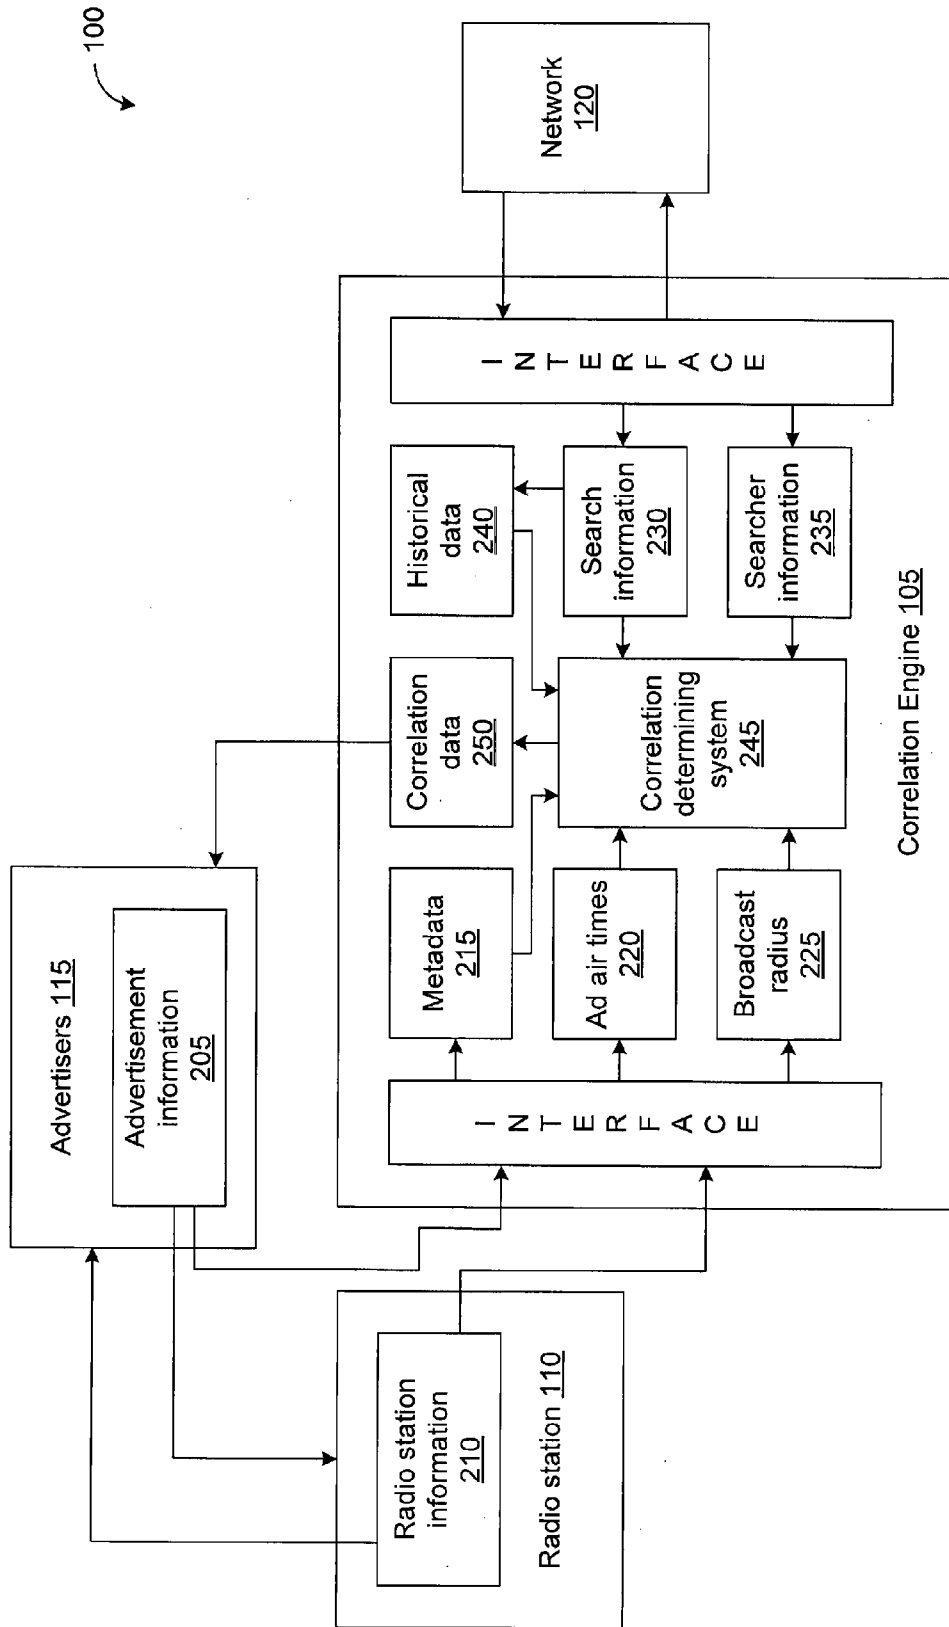 100
Advertisers 115
Advertisement
information
205
Radio station
information
210
Radio station 110
INTERFACE
Metadata
215
Ad air times
220
Broadcast
radius
225
Correlation
data
250
Correlation
determining
system
245
Historical
data
240
Search
information
230
Searcher
information
235
INTERFACE
Correlation Engine 105
Network
120